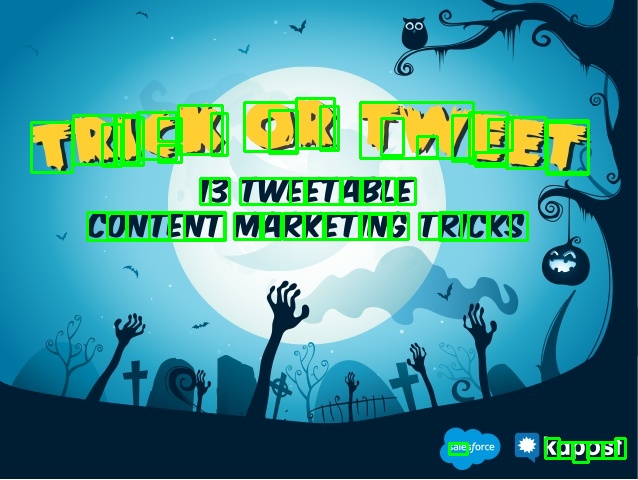 TRICK OR TWEET
13 TWEETABLE
CONTENT MARKETING TRICKS
salesforce
kapost